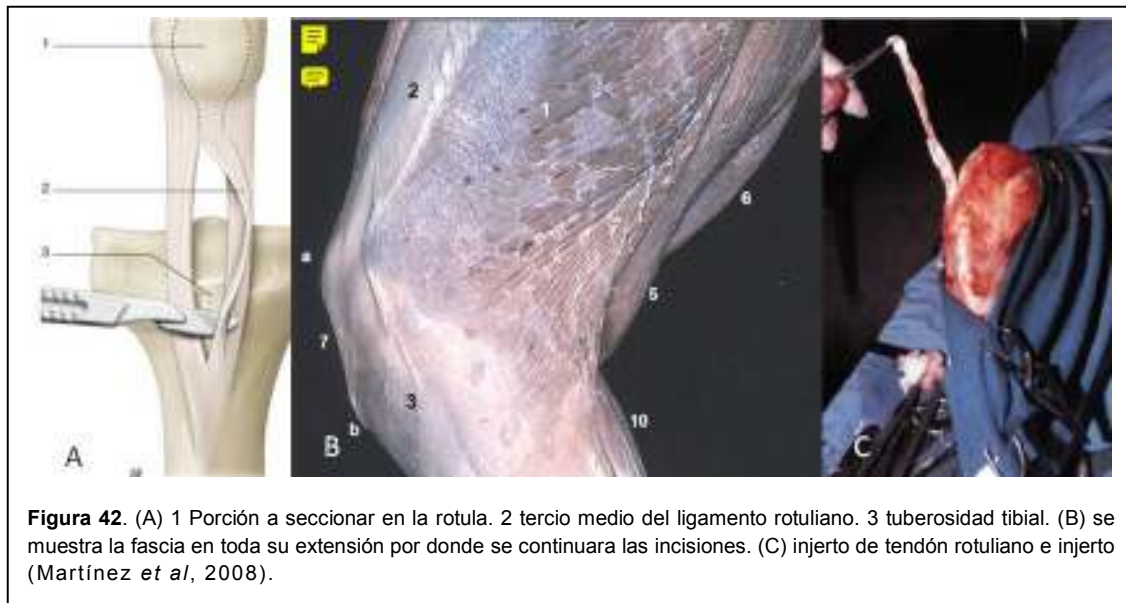 1
2
3
A
2
1
6
a
5
7
3
b
B
10
C
Figura 42. (A) 1 Porción a seccionar en la rotula. 2 tercio medio del ligamento rotuliano. 3 tuberosidad tibial. (B) se
muestra la fascia en toda su extensión por donde se continuara las incisiones. (C) injerto de tendón rotuliano e injerto
(Martínez et al, 2008).